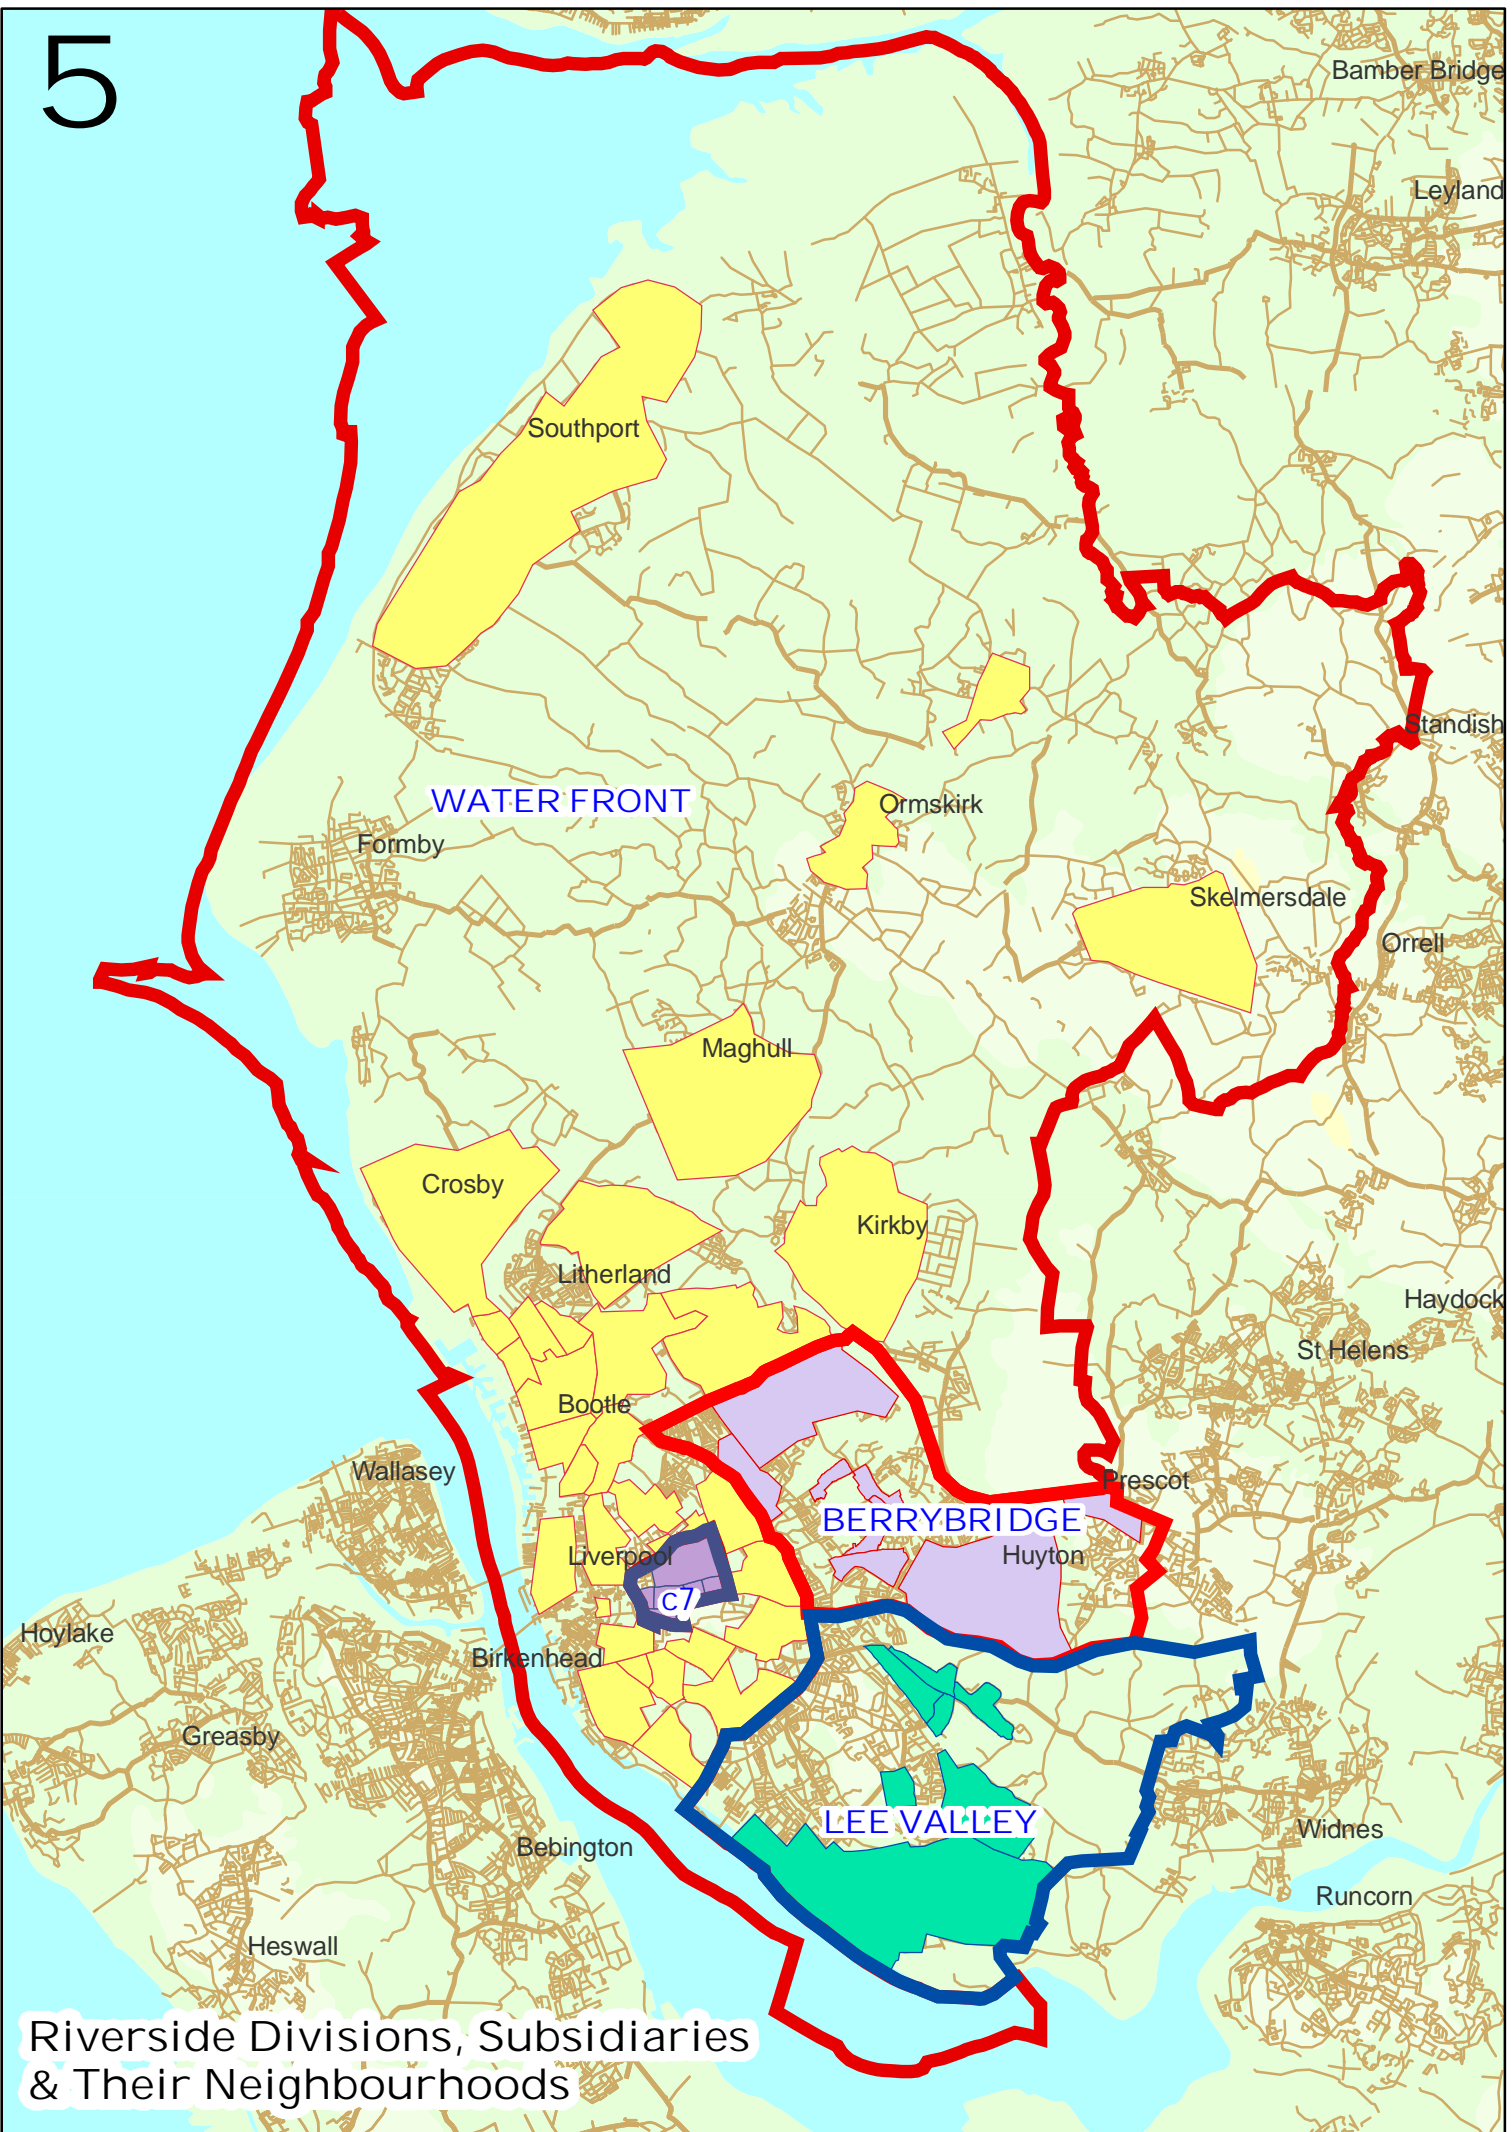 5
Bamber Bridge
Leyland
Southport
Standish
WATER FRONT
Ormskirk
Formby
Skelmersdale
Orrell
Maghull
Crosby
Kirkby
Litherland
Haydock
St Helens
Bootle
Wallasey
Prescot
BERRYBRIDGE
Liverpool
Huyton
c7
Hoylake
Birkenhead
Greasby
LEE VALLEY
Widnes
Bebington
Runcorn
Heswall
Riverside Divisions, Subsidiaries
& Their Neighbourhoods